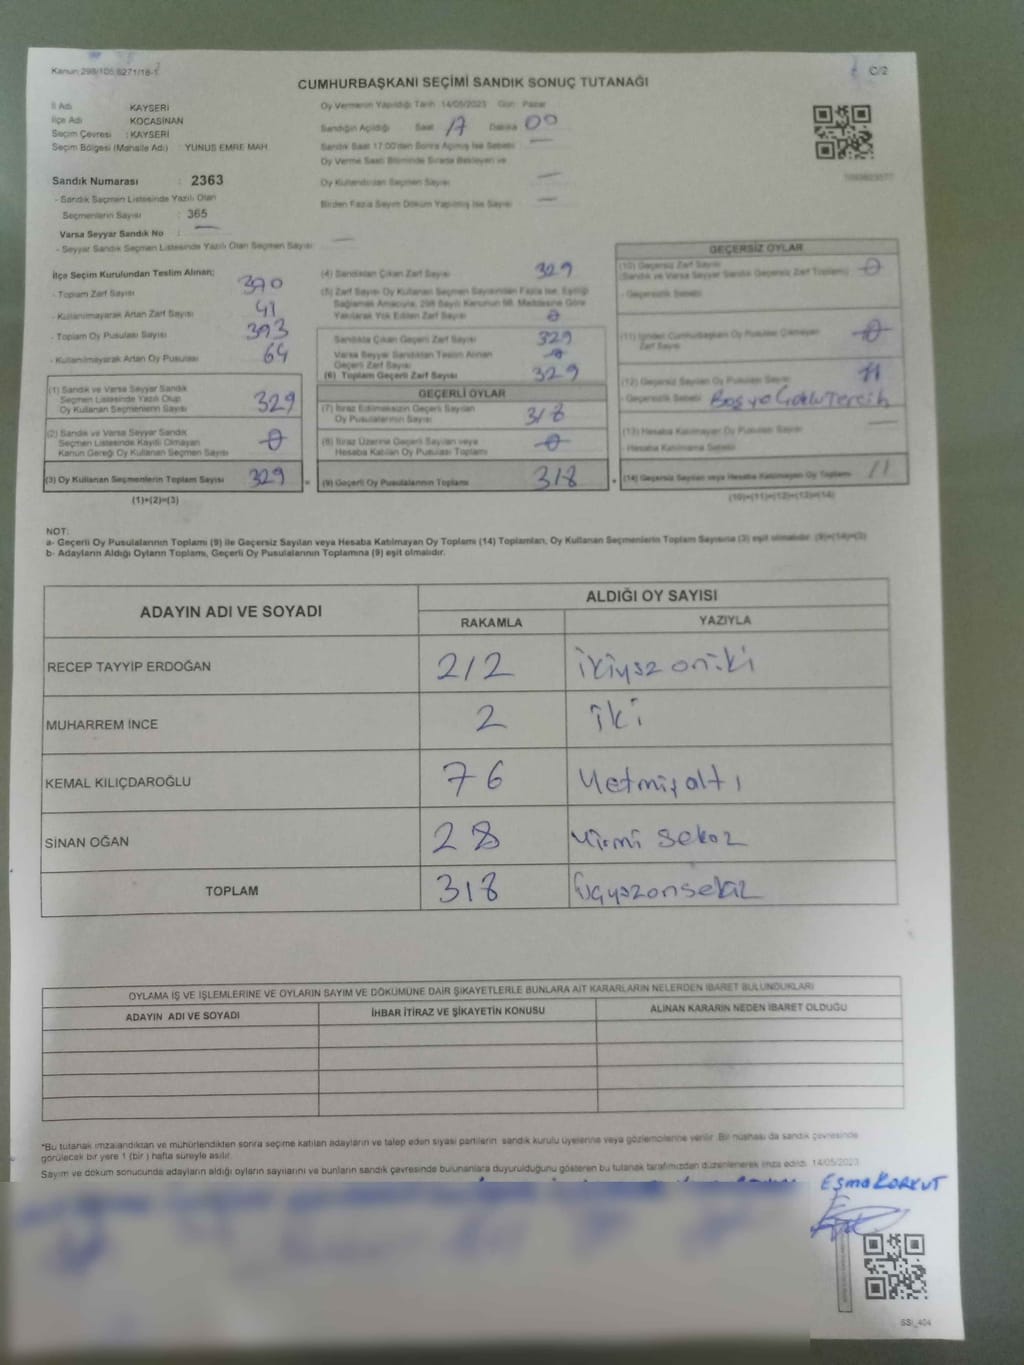 Kanun:298/105,6271/18-1
C/2
CUMHURBAŞKANI SEÇİMİ SANDIK SONUÇ TUTANAĞI
İl Adı KAYSERİ
İlçe Adı KOCASİNAN
Seçim Çevresi : KAYSERİ
Seçim Bölgesi (Mahalle Adı) YUNUS EMRE MAH
Oy Vermenin Yapıldığı Tarih 14/05/2023 Gün: Pazar
Sandığın Açıldığı Saat 17 Dakika 00
Sandık Saat 17.00'den Sonra Açılmış İse Sebebi —
Oy Verme Saati Bitiminde Sırada Bekleyen ve
Oy Kullandırılan Seçmen Sayısı —
Birden Fazla Sayım Döküm Yapılmış İse Sayısı —
Sandık Numarası : 2363
- Sandık Seçmen Listesinde Yazılı Olan
Seçmenlerin Sayısı : 365
Varsa Seyyar Sandık No : —
- Seyyar Sandık Seçmen Listesinde Yazılı Olan Seçmen Sayısı : —
İlçe Seçim Kurulundan Teslim Alınan;
- Toplam Zarf Sayısı 370
- Kullanılmayarak Artan Zarf Sayısı 41
- Toplam Oy Pusulası Sayısı 393
- Kullanılmayarak Artan Oy Pusulası 64
(1) Sandık ve Varsa Seyyar Sandık
Seçmen Listesinde Yazılı Olup
Oy Kullanan Seçmenlerin Sayısı 329
(2) Sandık ve Varsa Seyyar Sandık
Seçmen Listesinde Kayıtlı Olmayan
Kanun Gereği Oy Kullanan Seçmen Sayısı 0
(3) Oy Kullanan Seçmenlerin Toplam Sayısı 329
(1)+(2)=(3)
(4) Sandıktan Çıkan Zarf Sayısı 329
(5) Zarf Sayısı Oy Kullanan Seçmen Sayısından Fazla İse, Eşitliği
Sağlamak Amacıyla, 298 Sayılı Kanunun 98. Maddesine Göre
Yakılarak Yok Edilen Zarf Sayısı 0
Sandıkta Çıkan Geçerli Zarf Sayısı 329
Varsa Seyyar Sandıktan Teslim Alınan
Geçerli Zarf Sayısı 0
(6) Toplam Geçerli Zarf Sayısı 329
GEÇERLİ OYLAR
(7) İtiraz Edilmeksizin Geçerli Sayılan
Oy Pusulalarının Sayısı 318
(8) İtiraz Üzerine Geçerli Sayılan veya
Hesaba Katılan Oy Pusulası Toplamı 0
(9) Geçerli Oy Pusulalarının Toplamı 318
GEÇERSİZ OYLAR
(10) Geçersiz Zarf Sayısı
(Sandık ve Varsa Seyyar Sandık Geçersiz Zarf Toplamı) 0
- Geçersizlik Sebebi
(11) İçinden Cumhurbaşkanı Oy Pusulası Çıkmayan
Zarf Sayısı 0
(12) Geçersiz Sayılan Oy Pusulası Sayısı 11
- Geçersizlik Sebebi Boş ve Çoklu Tercih
(13) Hesaba Katılmayan Oy Pusulası Sayısı —
- Hesaba Katılmama Sebebi
(14) Geçersiz Sayılan veya Hesaba Katılmayan Oy Toplamı 11
(10)+(11)+(12)+(13)=(14)
NOT:
a- Geçerli Oy Pusulalarının Toplamı (9) ile Geçersiz Sayılan veya Hesaba Katılmayan Oy Toplamı (14) Toplamları, Oy Kullanan Seçmenlerin Toplam Sayısına (3) eşit olmalıdır. (9)+(14)=(3)
b- Adayların Aldığı Oyların Toplamı, Geçerli Oy Pusulalarının Toplamına (9) eşit olmalıdır.
ADAYIN ADI VE SOYADI
ALDIĞI OY SAYISI
RAKAMLA YAZIYLA
RECEP TAYYİP ERDOĞAN 212 ikiyüz oniki
MUHARREM İNCE 2 iki
KEMAL KILIÇDAROĞLU 76 Yetmiş altı
SİNAN OĞAN 28 Yirmi sekiz
TOPLAM 318 Üçyüzonsekiz
OYLAMA İŞ VE İŞLEMLERİNE VE OYLARIN SAYIM VE DÖKÜMÜNE DAİR ŞİKAYETLERLE BUNLARA AİT KARARLARIN NELERDEN İBARET BULUNDUKLARI
ADAYIN ADI VE SOYADI İHBAR İTİRAZ VE ŞİKAYETİN KONUSU ALINAN KARARIN NEDEN İBARET OLDUĞU
*Bu tutanak imzalandıktan ve mühürlendikten sonra seçime katılan adayların ve talep eden siyasi partilerin sandık kurulu üyelerine veya gözlemcilerine verilir. Bir nüshası da sandık çevresinde
görülecek bir yere 1 (bir) hafta süreyle asılır.
Sayım ve döküm sonucunda adayların aldığı oyların sayılarını ve bunların sandık çevresinde bulunanlara duyurulduğunu gösteren bu tutanak tarafımızdan düzenlenerek imza edildi. 14/05/2023
Eşma KORKUT
SSİ_404